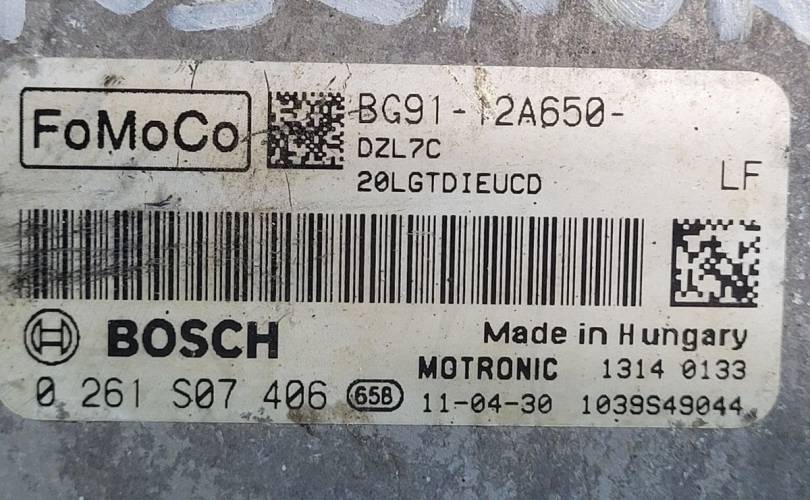 FoMoCo
BG91-12A650-
DZL7C
20LGTDIEUCD
LF
BOSCH
Made in Hungary
MOTRONIC 1314 0133
0 261 S07 406 65B 11-04-30 1039S49044